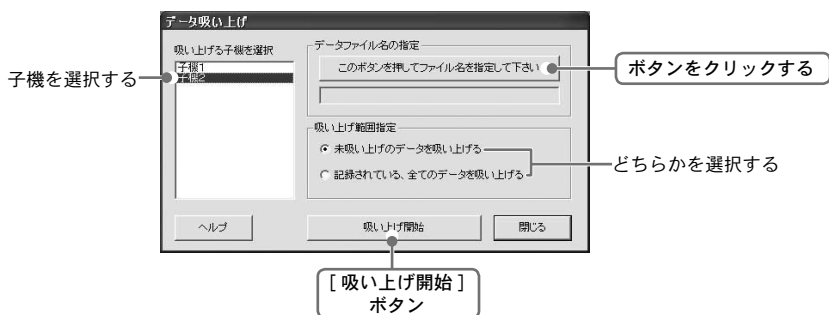 データ吸い上げ
吸い上げる子機を選択
子機1
子機2
データファイル名の指定
このボタンを押してファイル名を指定して下さい
吸い上げ範囲指定
未吸い上げのデータを吸い上げる
記録されている、全てのデータを吸い上げる
ヘルプ
吸い上げ開始
閉じる
子機を選択する
ボタンをクリックする
どちらかを選択する
[ 吸い上げ開始 ]
ボタン